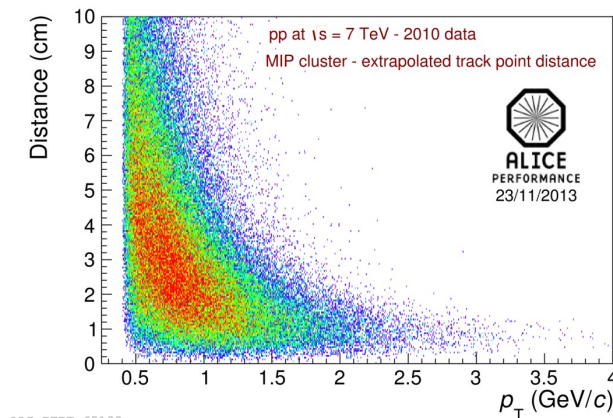 10
9
8
7
6
5
4
3
2
1
0
Distance (cm)
pp at √s = 7 TeV - 2010 data
MIP cluster - extrapolated track point distance
ALICE
PERFORMANCE
23/11/2013
0.5 1 1.5 2 2.5 3 3.5 4
p_T (GeV/c)